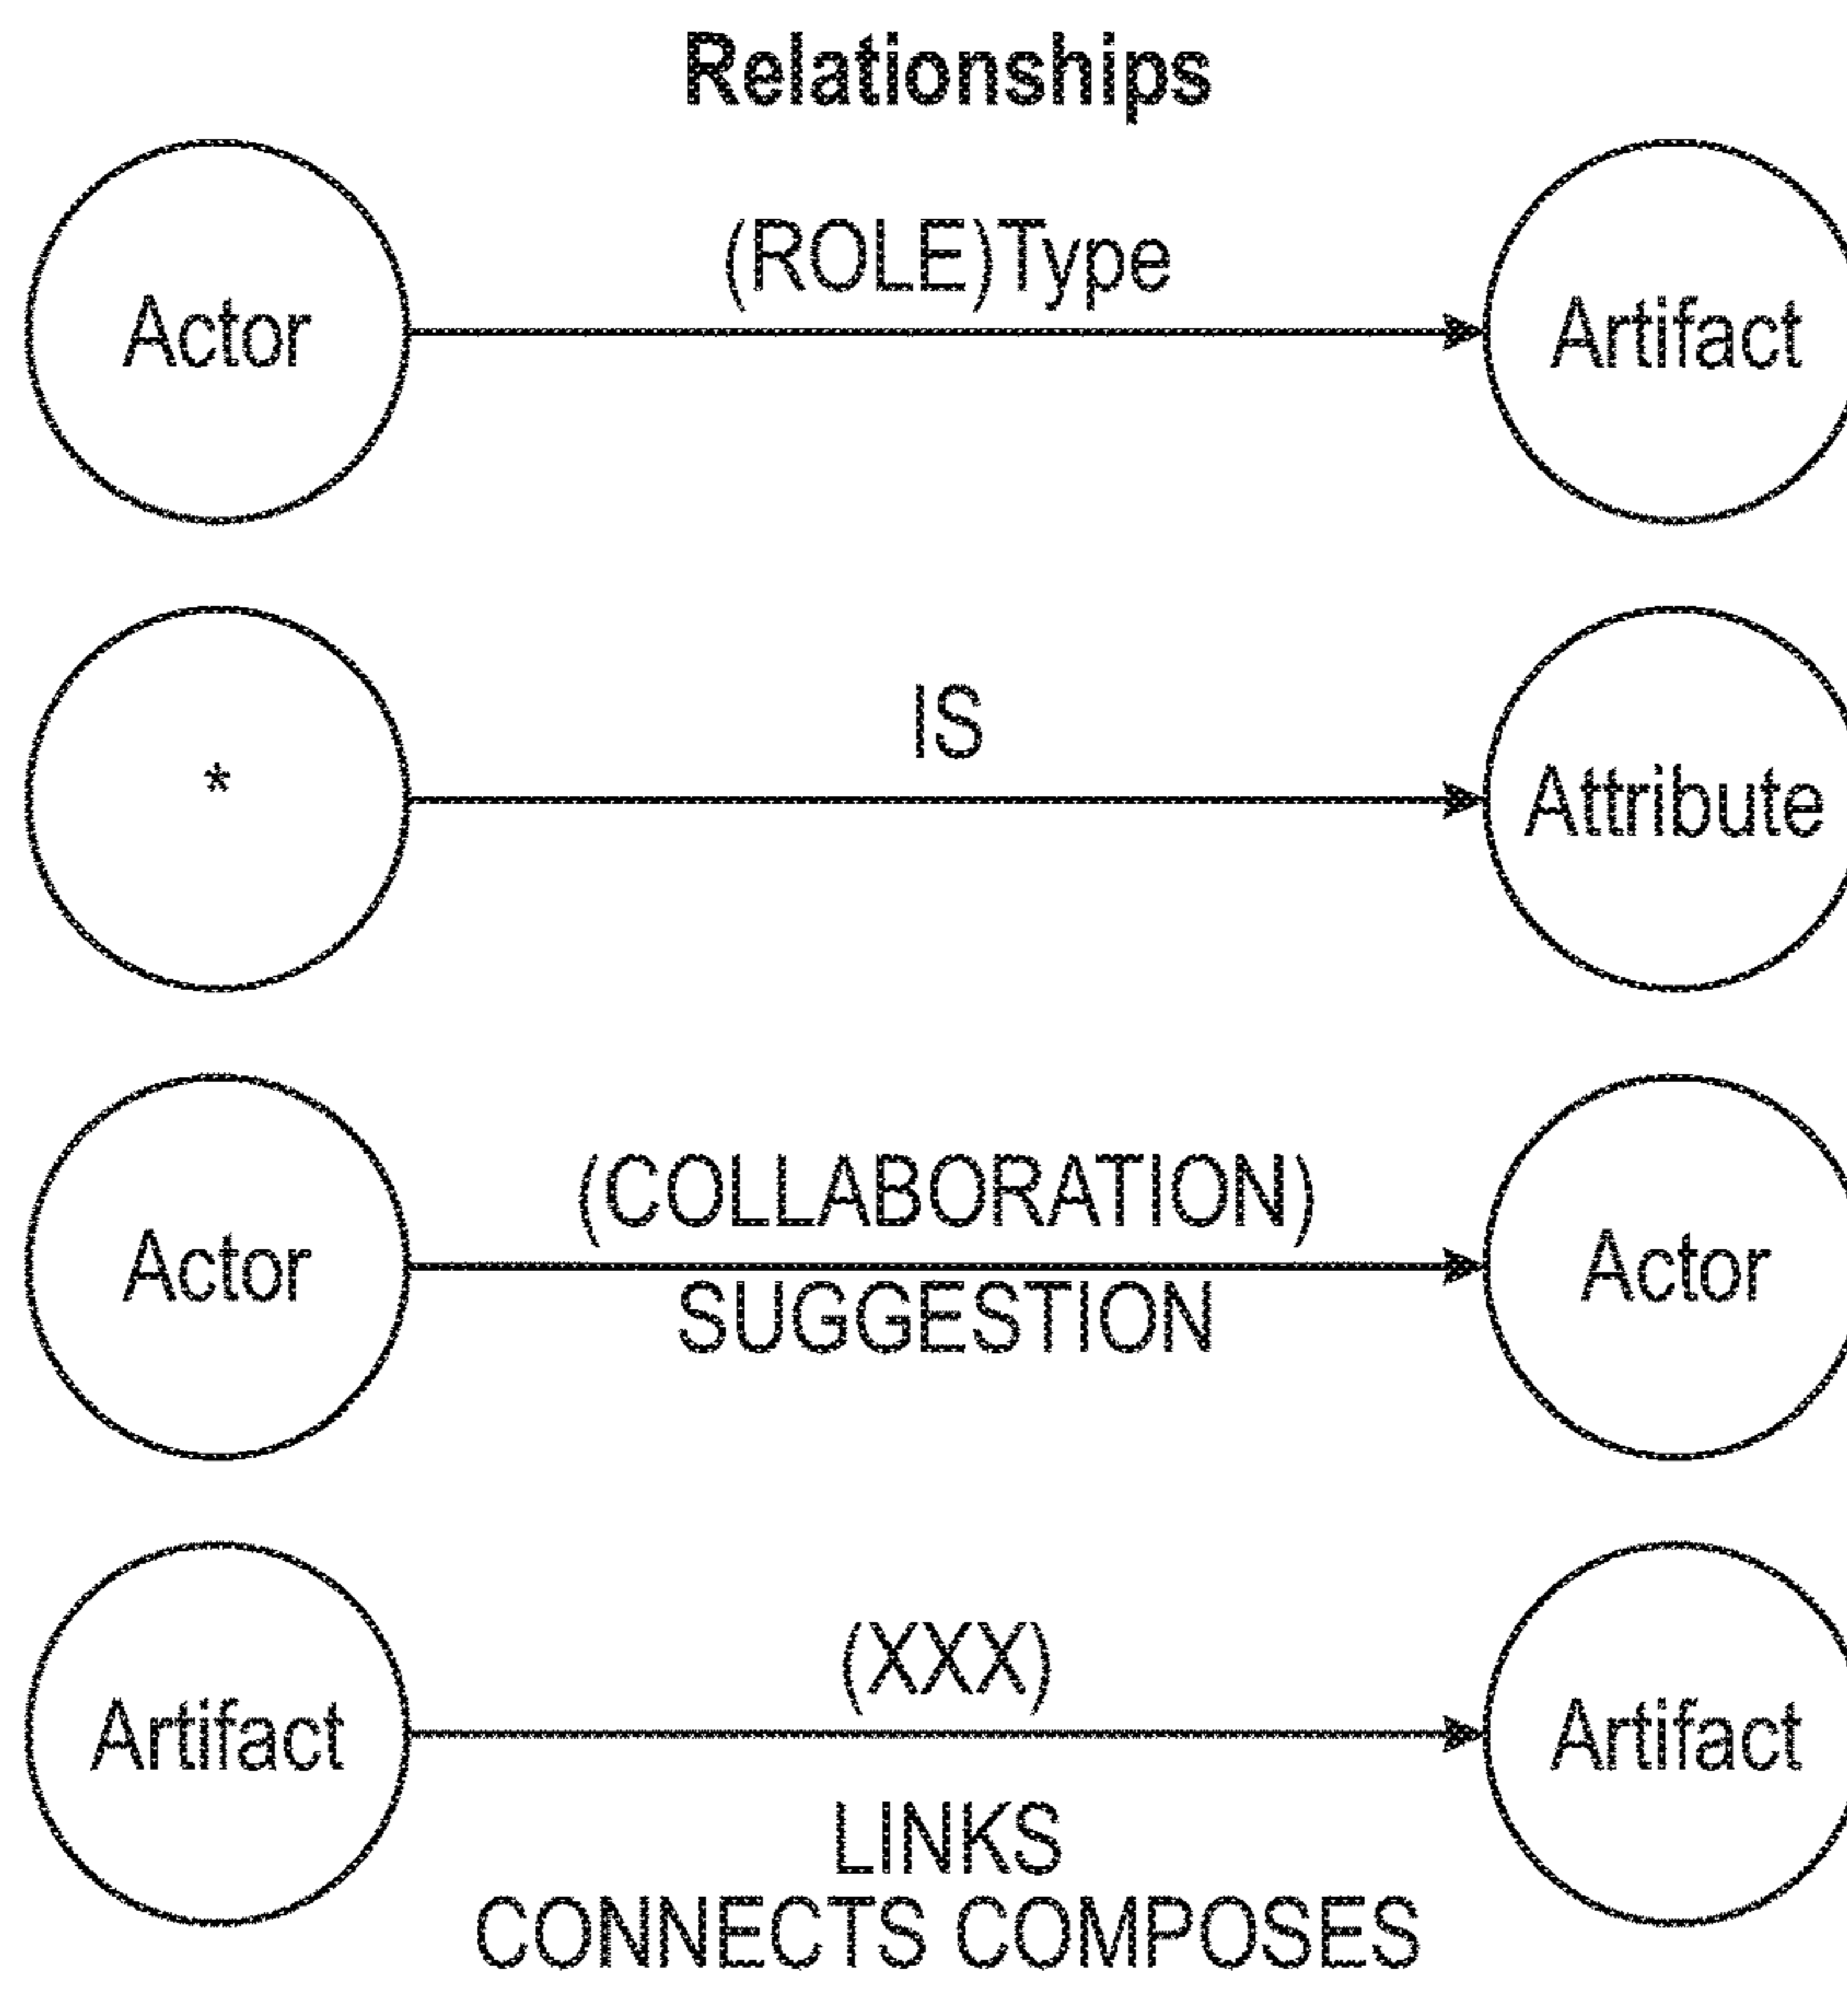 Relationships
(ROLE)Type
Actor
Artifact
IS
*
Attribute
(COLLABORATION)
Actor
Actor
SUGGESTION
(XXX)
Artifact
Artifact
LINKS
CONNECTS COMPOSES